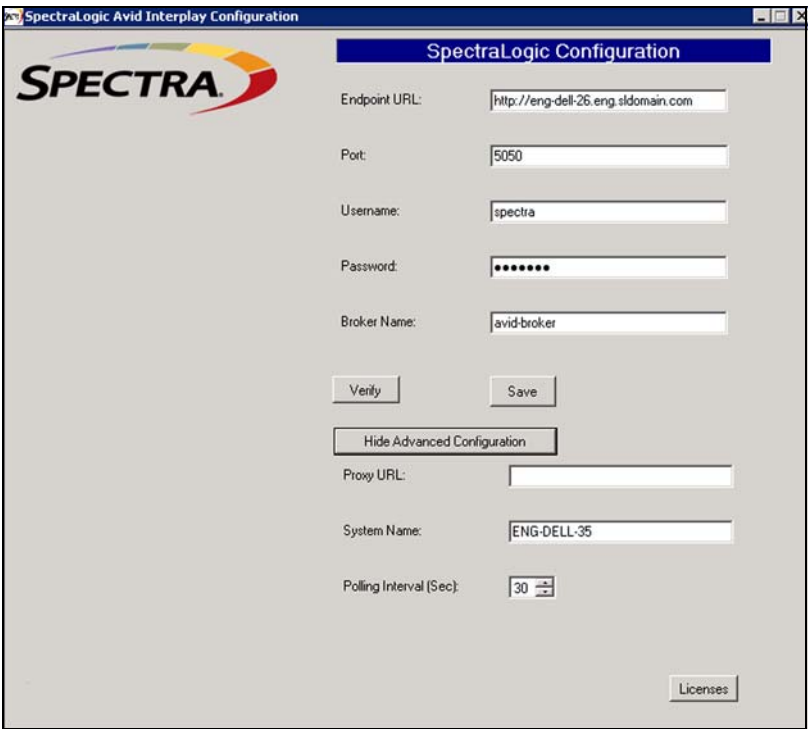 SpectraLogic Avid Interplay Configuration
SPECTRA
SpectraLogic Configuration
Endpoint URL: http://eng-dell-26.eng.sldomain.com
Port: 5050
Username: spectra
Password: •••••••
Broker Name: avid-broker
Verify Save
Hide Advanced Configuration
Proxy URL:
System Name: ENG-DELL-35
Polling Interval (Sec): 30
Licenses